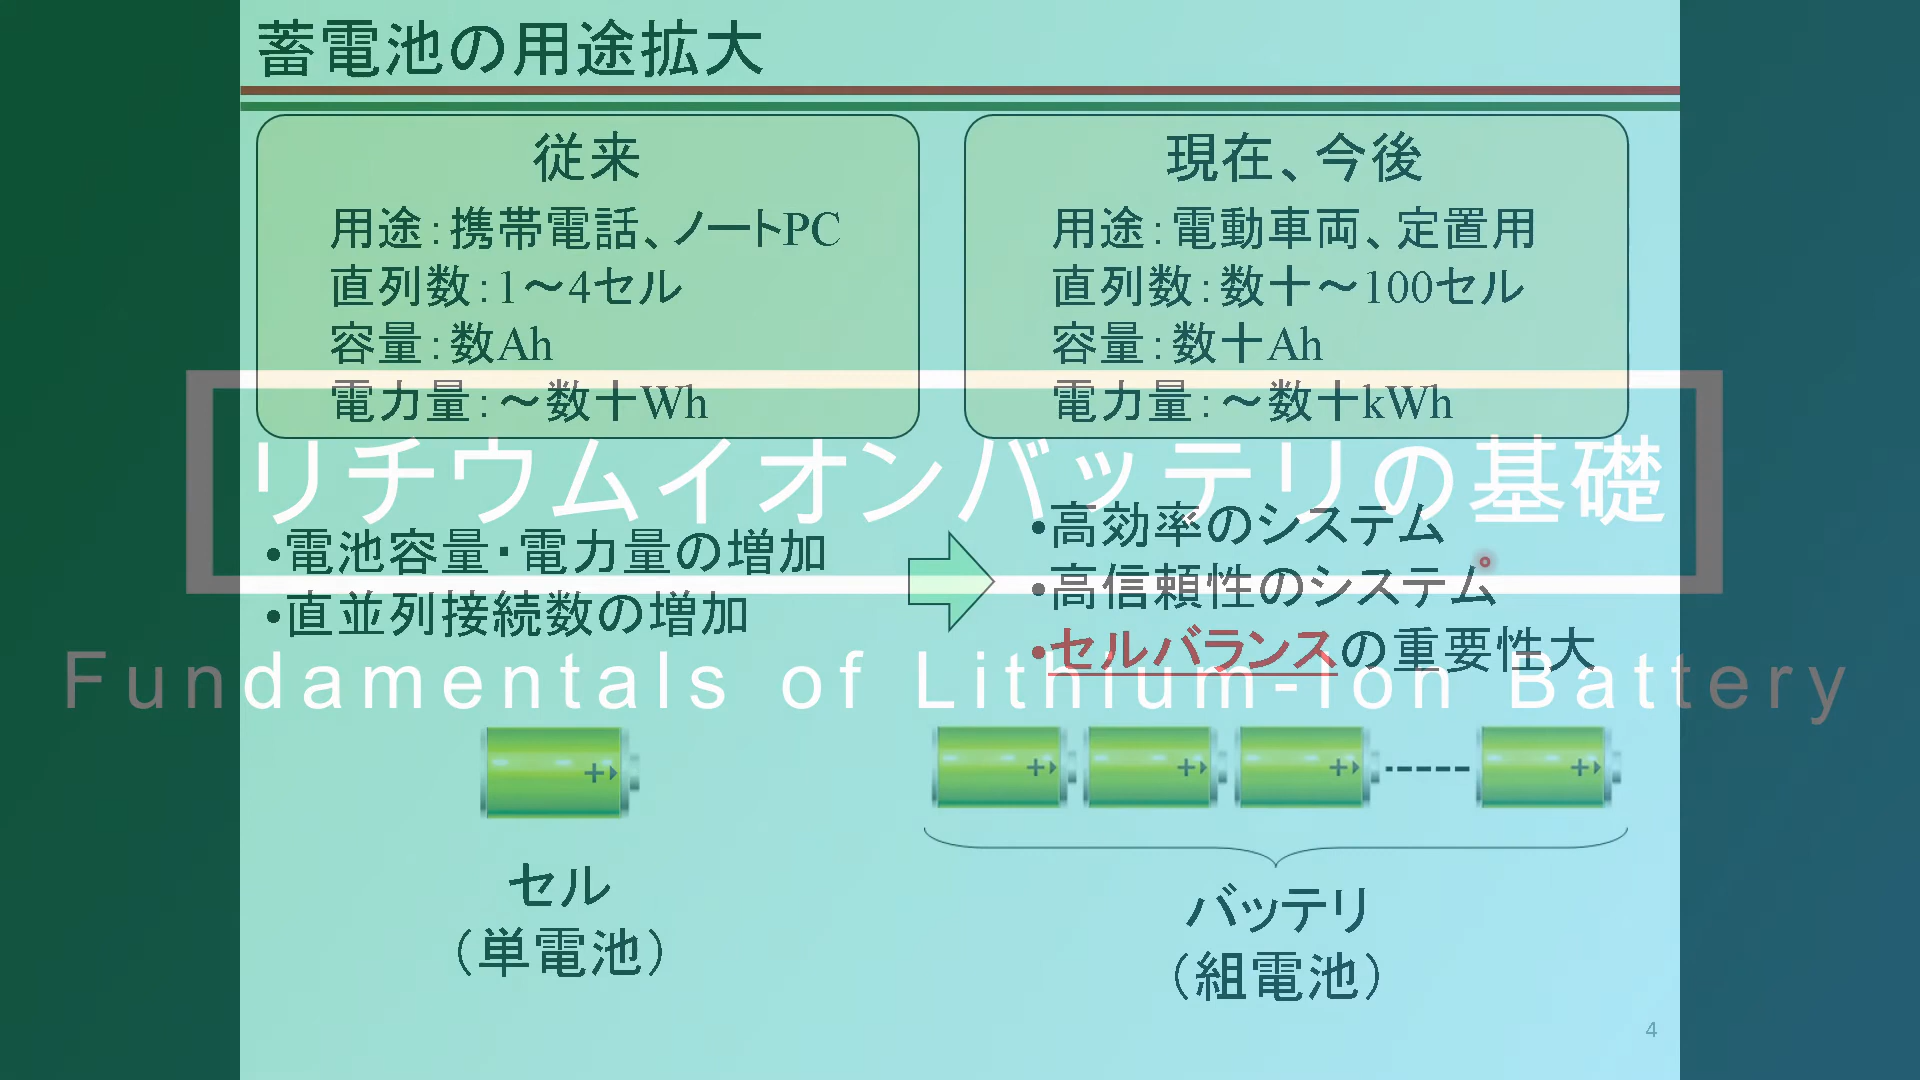 蓄電池の用途拡大
従来
用途：携帯電話、ノートPC
直列数：1～4セル
容量：数Ah
電力量：～数十Wh
現在、今後
用途：電動車両、定置用
直列数：数十～100セル
容量：数十Ah
電力量：～数十kWh
リチウムイオンバッテリの基礎
•電池容量・電力量の増加
•直並列接続数の増加
•高効率のシステム
•高信頼性のシステム
•セルバランスの重要性大
Fundamentals of Lithium-Ion Battery
セル
（単電池）
バッテリ
（組電池）
4